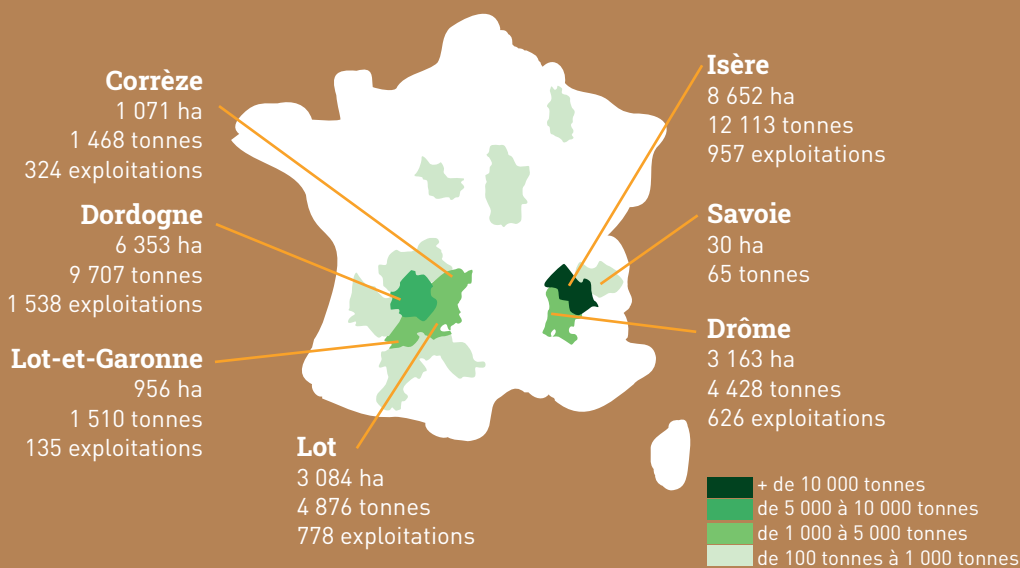 Corrèze
1 071 ha
1 468 tonnes
324 exploitations
Dordogne
6 353 ha
9 707 tonnes
1 538 exploitations
Lot-et-Garonne
956 ha
1 510 tonnes
135 exploitations
Lot
3 084 ha
4 876 tonnes
778 exploitations
Isère
8 652 ha
12 113 tonnes
957 exploitations
Savoie
30 ha
65 tonnes
Drôme
3 163 ha
4 428 tonnes
626 exploitations
+ de 10 000 tonnes
de 5 000 à 10 000 tonnes
de 1 000 à 5 000 tonnes
de 100 tonnes à 1 000 tonnes